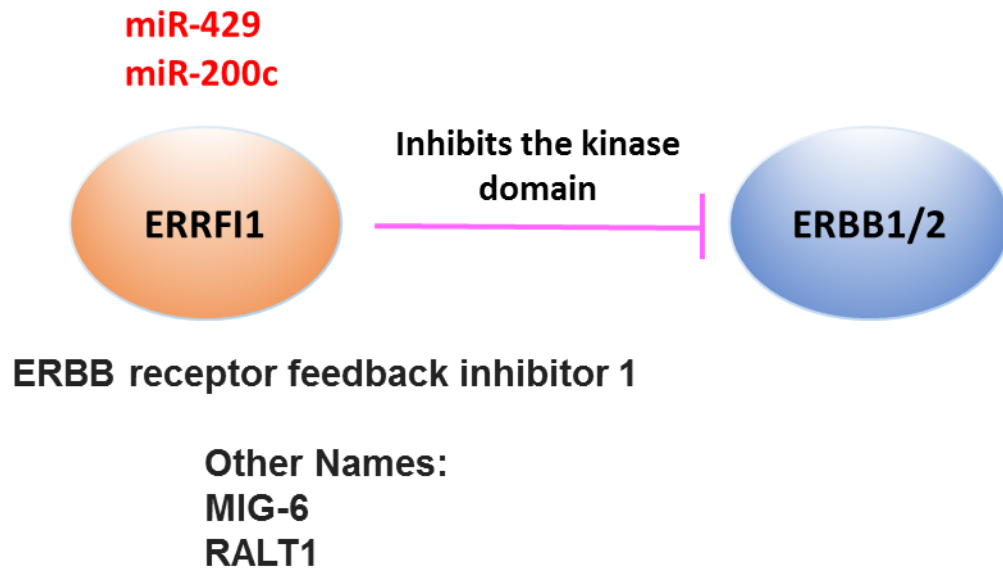 miR-429
miR-200c
Inhibits the kinase
domain
ERRFI1
ERBB1/2
ERBB receptor feedback inhibitor 1
Other Names:
MIG-6
RALT1